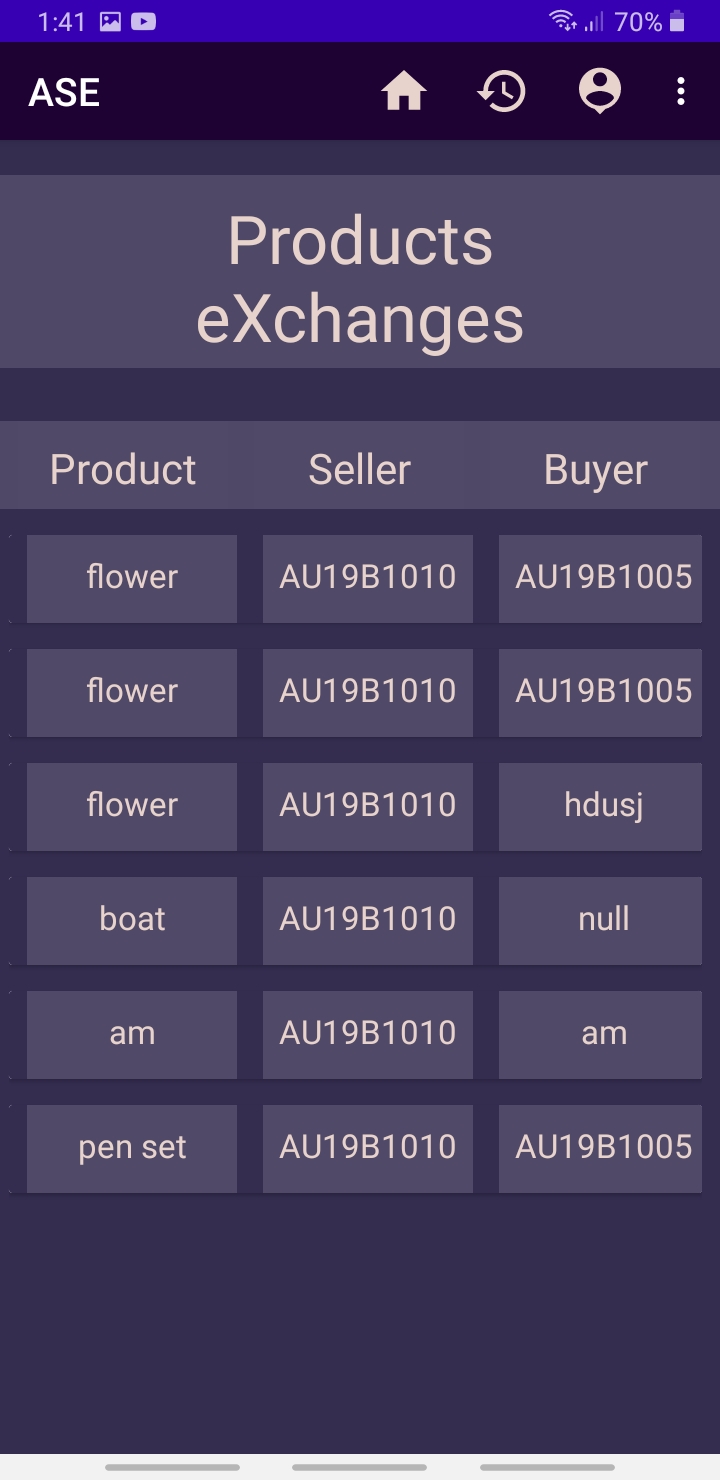 1:41 70%
ASE
Products
eXchanges
Product Seller Buyer
flower AU19B1010 AU19B1005
flower AU19B1010 AU19B1005
flower AU19B1010 hdusj
boat AU19B1010 null
am AU19B1010 am
pen set AU19B1010 AU19B1005